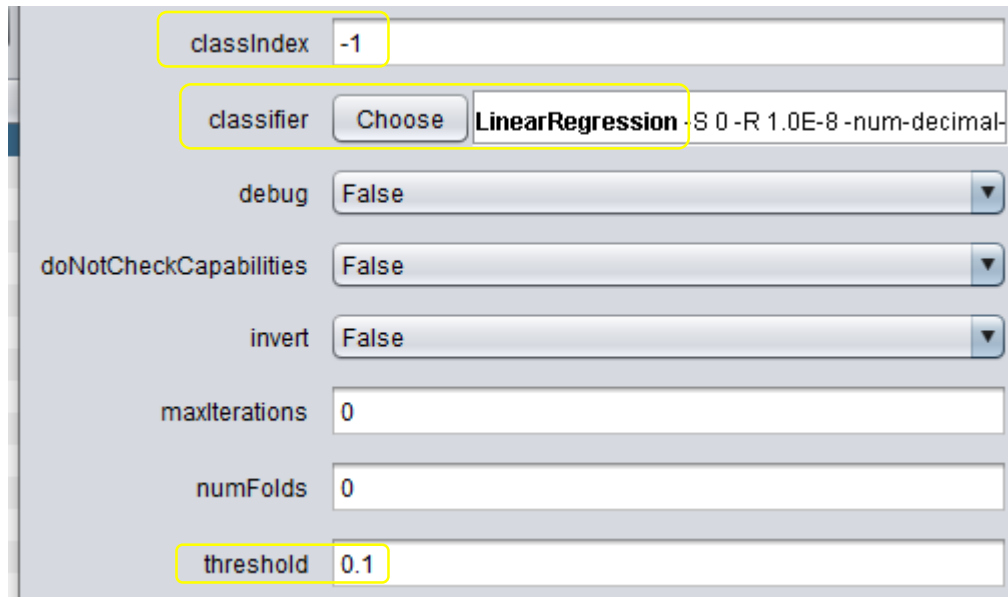 classIndex -1
classifier Choose LinearRegression -S 0 -R 1.0E-8 -num-decimal-
debug False
doNotCheckCapabilities False
invert False
maxIterations 0
numFolds 0
threshold 0.1